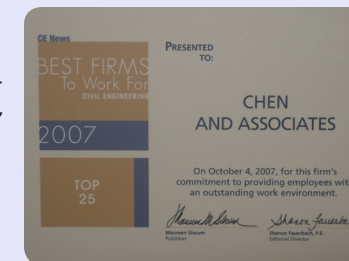 CE News
BEST FIRMS
To Work For
CIVIL ENGINEERING
2007
TOP
25
PRESENTED
TO:
CHEN
AND ASSOCIATES
On October 4, 2007, for this firm's
commitment to providing employees with
an outstanding work environment.
Maureen Slocum
Publisher
Shanon Fauerbach, P.E.
Editorial Director